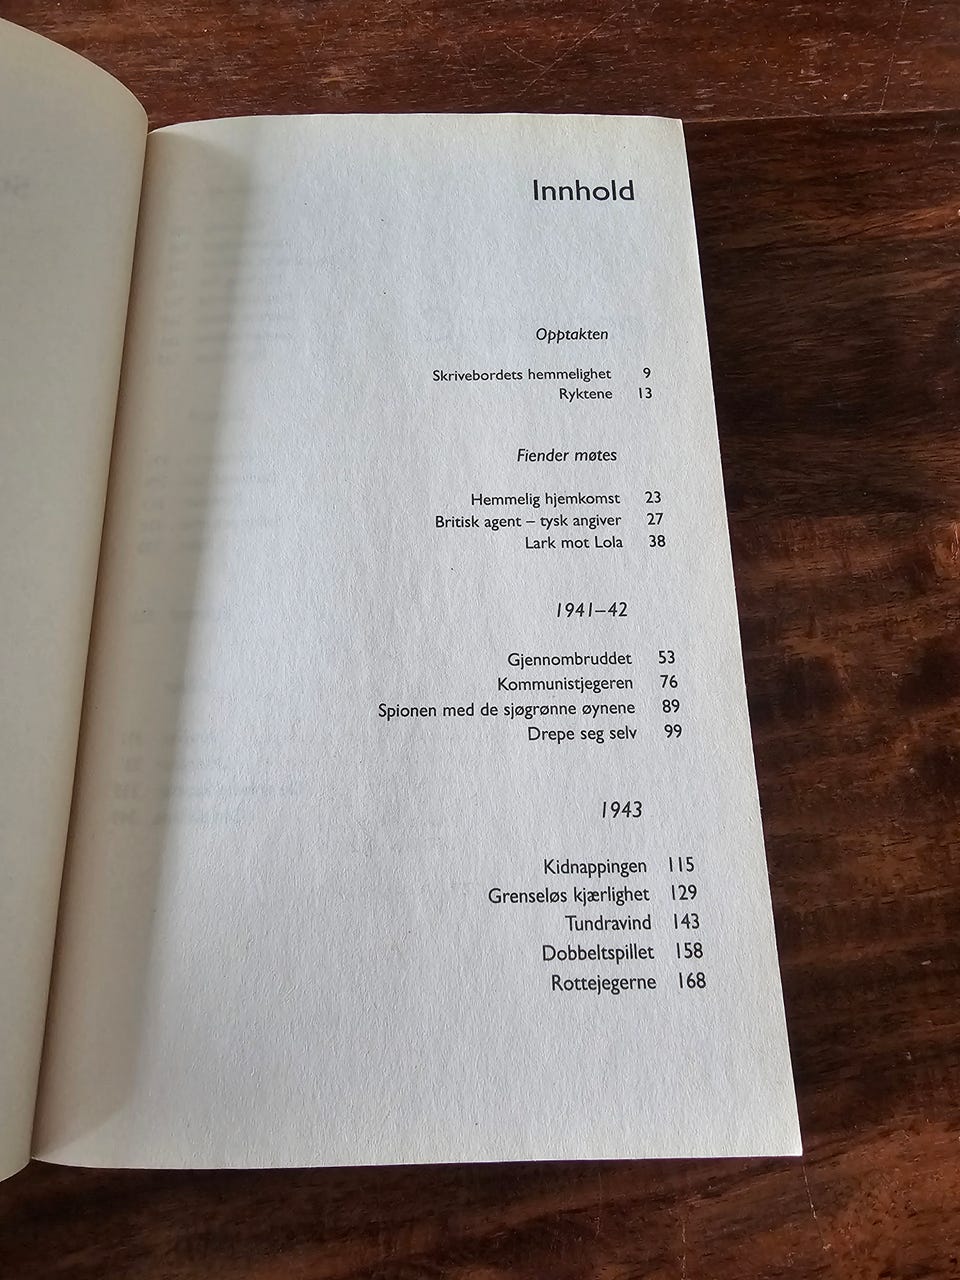 Innhold
Opptakten
Skrivebordets hemmelighet 9
Ryktene 13
Fiender møtes
Hemmelig hjemkomst 23
Britisk agent – tysk angiver 27
Lark mot Lola 38
1941–42
Gjennombruddet 53
Kommunistjegeren 76
Spionen med de sjøgrønne øynene 89
Drepe seg selv 99
1943
Kidnappingen 115
Grenseløs kjærlighet 129
Tundravind 143
Dobbeltspillet 158
Rottejegerne 168